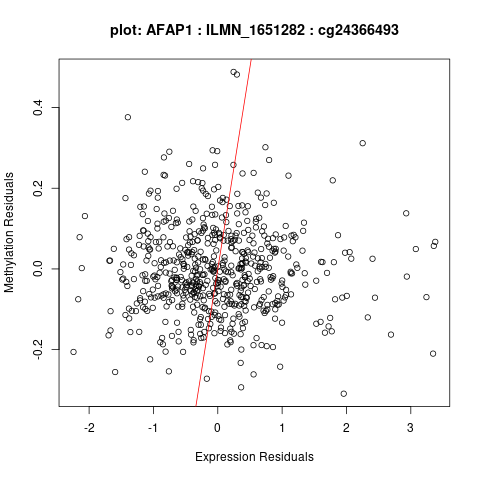 plot: AFAP1 : ILMN_1651282 : cg24366493
Methylation Residuals
0.4
0.2
0.0
-0.2
-2 -1 0 1 2 3
Expression Residuals